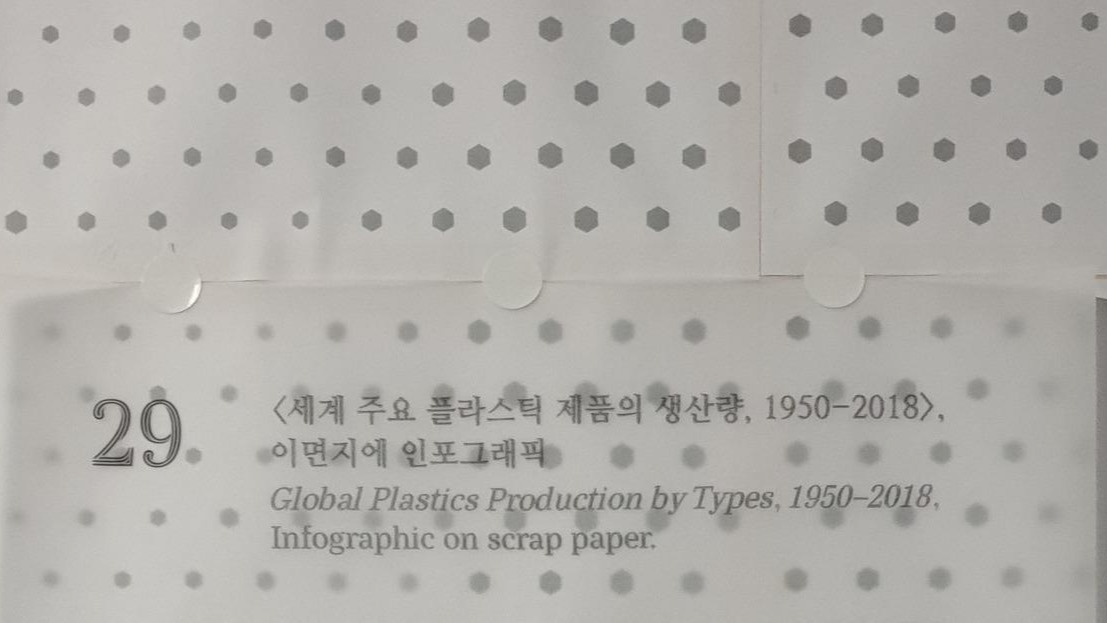 29
〈세계 주요 플라스틱 제품의 생산량, 1950–2018〉,
이면지에 인포그래픽
Global Plastics Production by Types, 1950–2018,
Infographic on scrap paper.